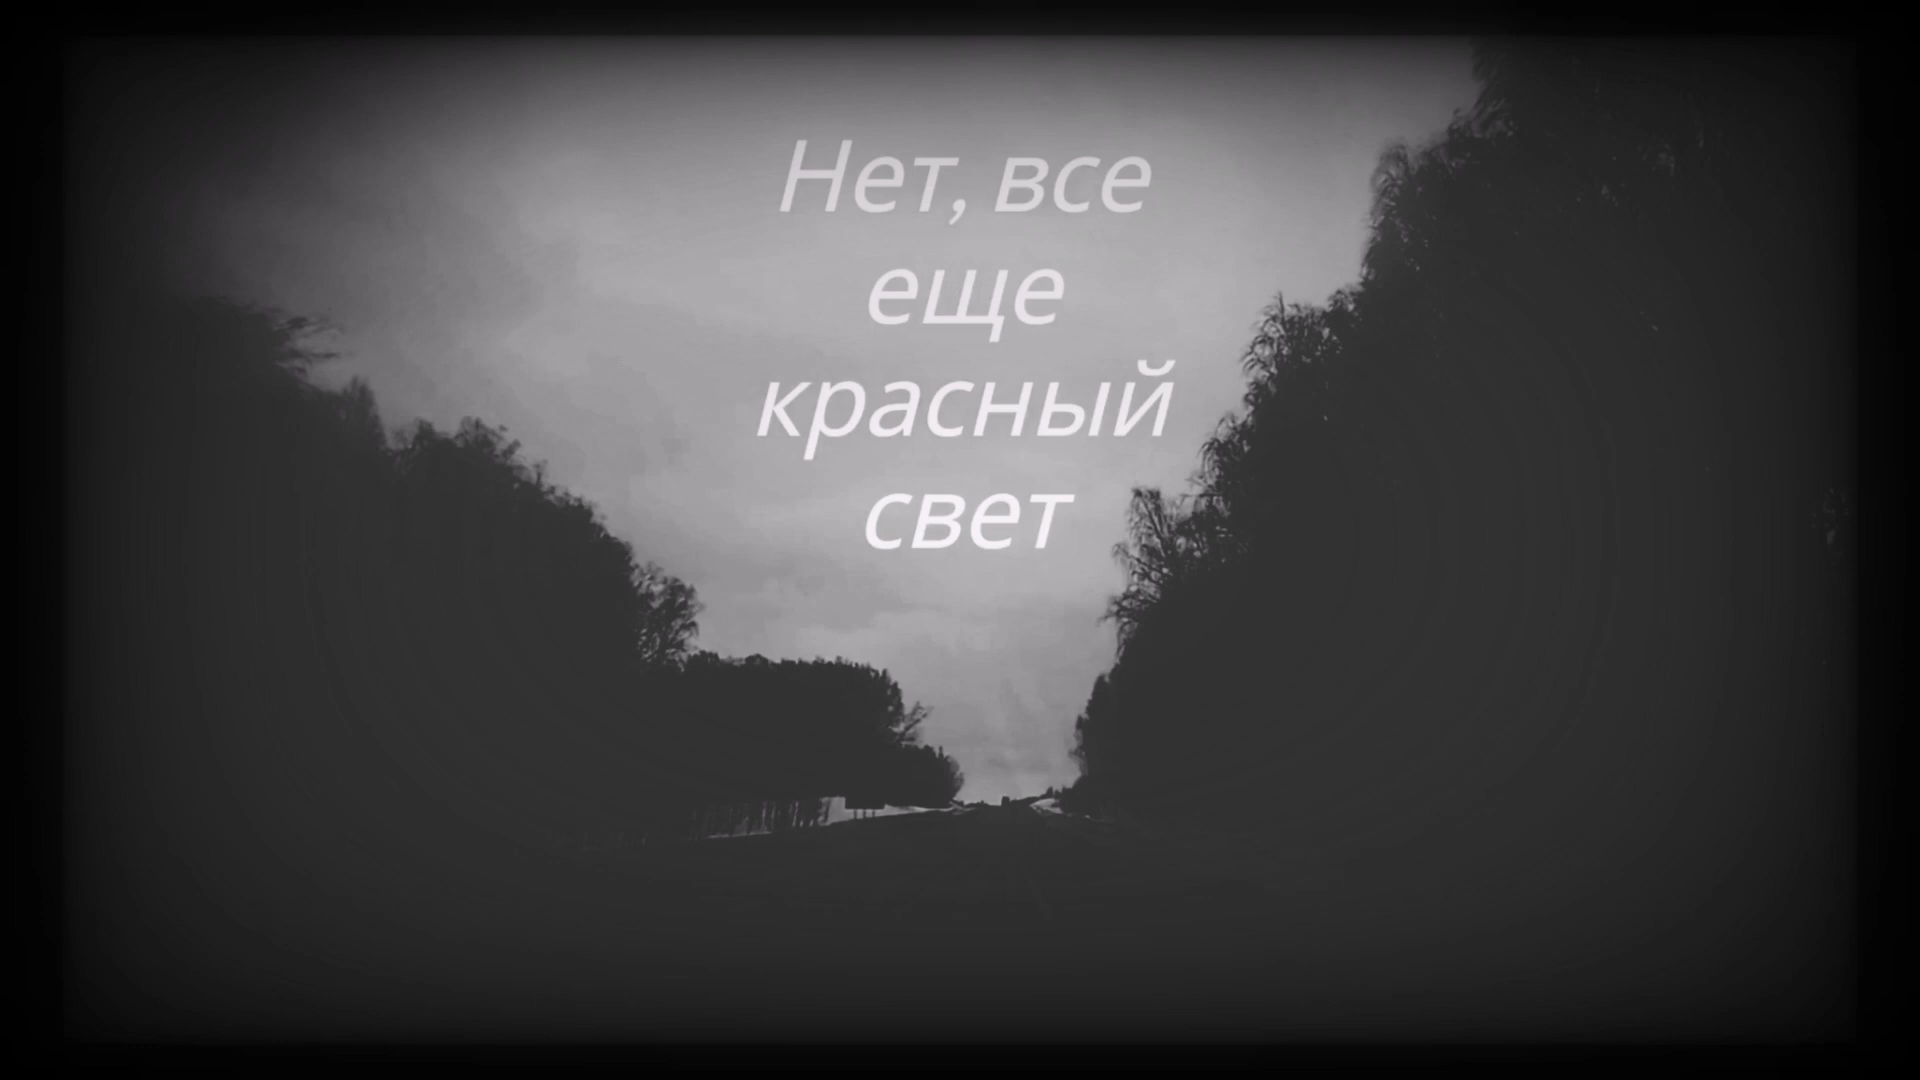 Нет, все
еще
красный
свет